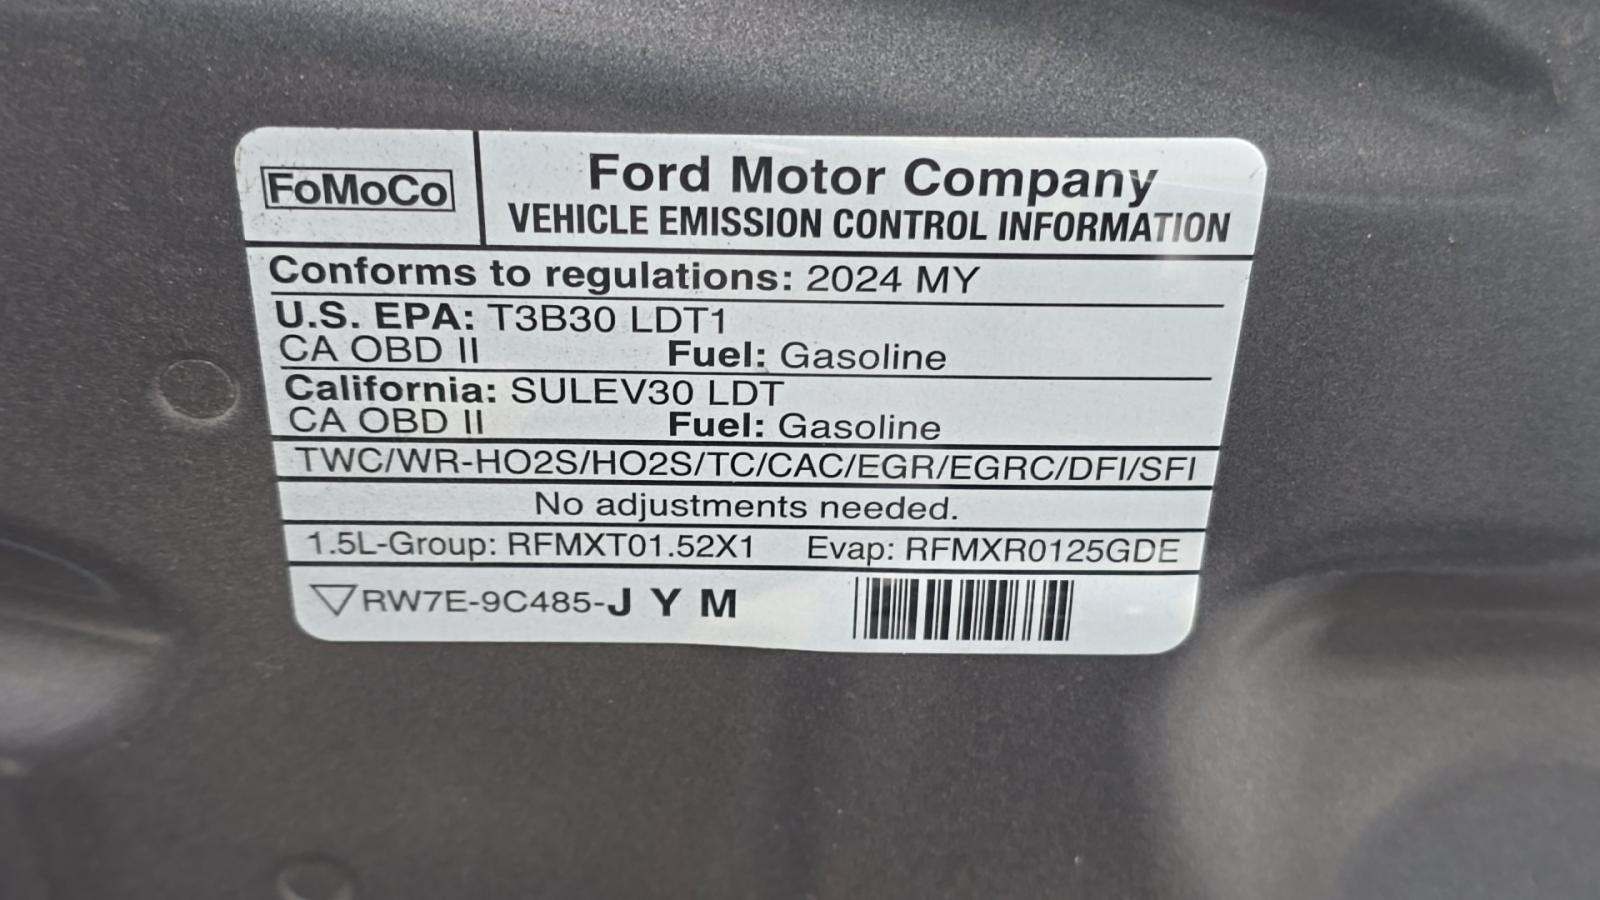 FoMoCo
Ford Motor Company
VEHICLE EMISSION CONTROL INFORMATION
Conforms to regulations: 2024 MY
U.S. EPA: T3B30 LDT1
CA OBD II Fuel: Gasoline
California: SULEV30 LDT
CA OBD II Fuel: Gasoline
TWC/WR-HO2S/HO2S/TC/CAC/EGR/EGRC/DFI/SFI
No adjustments needed.
1.5L-Group: RFMXT01.52X1 Evap: RFMXR0125GDE
RW7E-9C485-J Y M